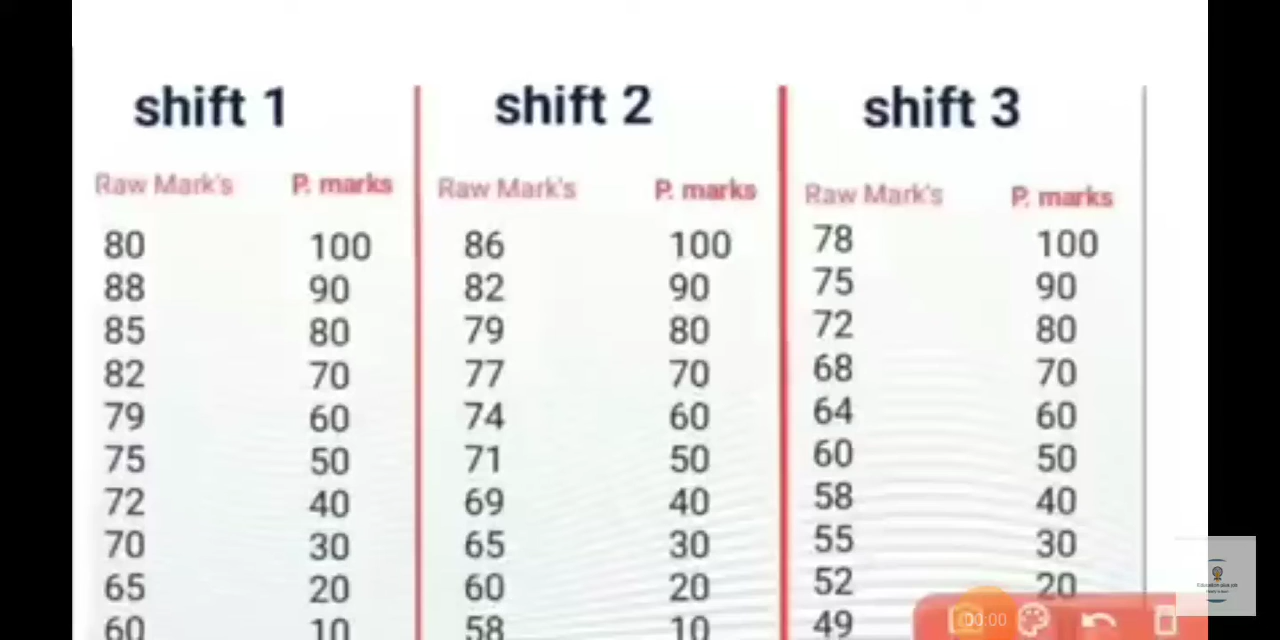 shift 1 shift 2 shift 3
Raw Mark's P. marks Raw Mark's P. marks Raw Mark's P. marks
80 100 86 100 78 100
88 90 82 90 75 90
85 80 79 80 72 80
82 70 77 70 68 70
79 60 74 60 64 60
75 50 71 50 60 50
72 40 69 40 58 40
70 30 65 30 55 30
65 20 60 20 52 20
60 10 58 10 49
00:00